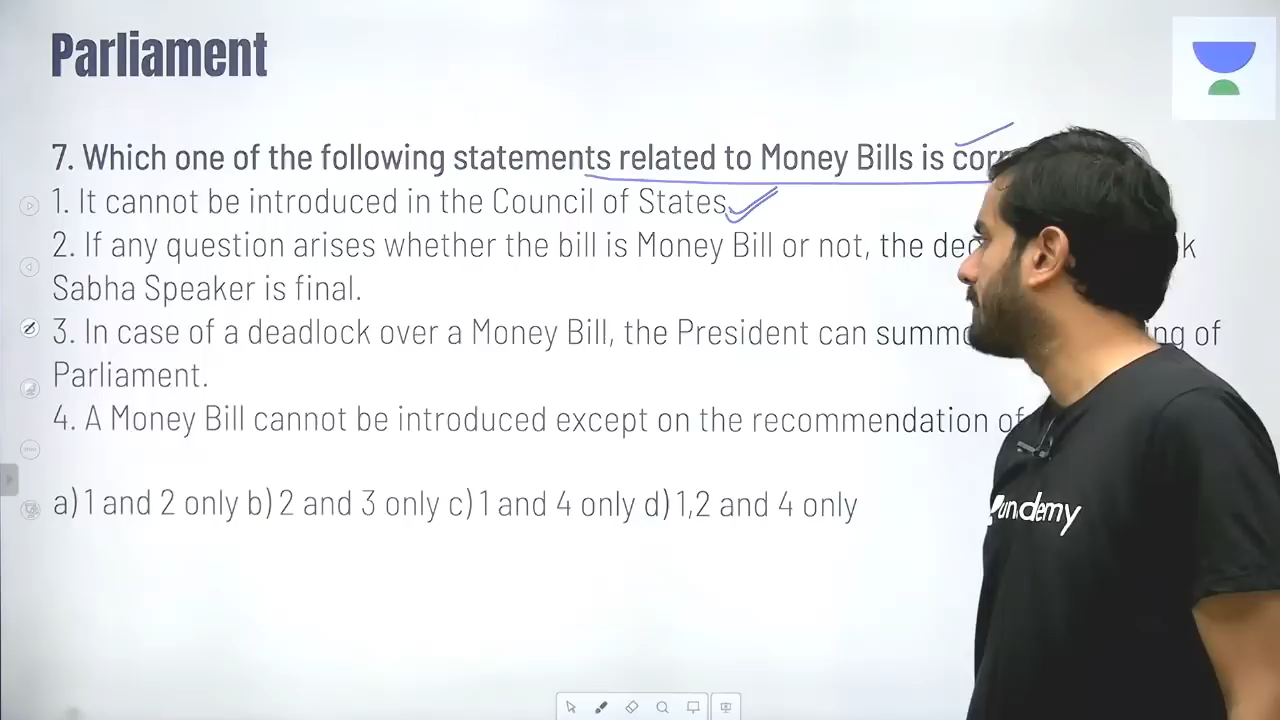 Parliament
7. Which one of the following statements related to Money Bills is
1. It cannot be introduced in the Council of States
2. If any question arises whether the bill is Money Bill or not, the
Sabha Speaker is final.
3. In case of a deadlock over a Money Bill, the President can of
Parliament.
4. A Money Bill cannot be introduced except on the recommendation
a) 1 and 2 only b) 2 and 3 only c) 1 and 4 only d) 1,2 and 4 only